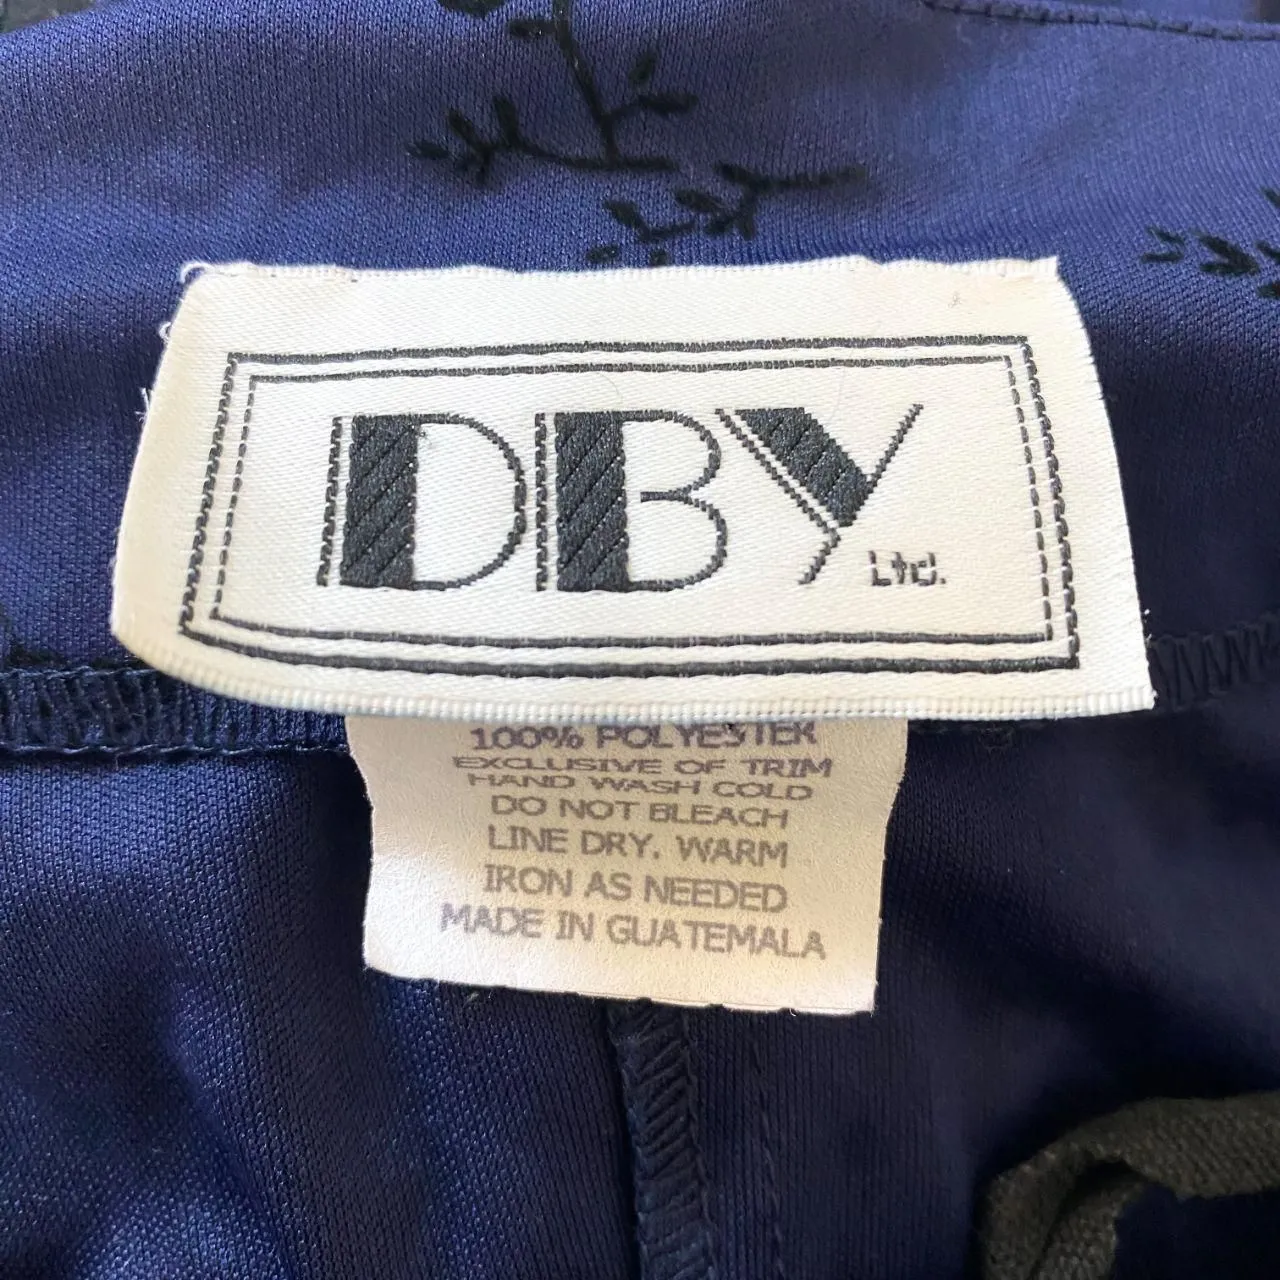 DBY Ltd.
100% POLYESTER
EXCLUSIVE OF TRIM
HAND WASH COLD
DO NOT BLEACH
LINE DRY. WARM
IRON AS NEEDED
MADE IN GUATEMALA